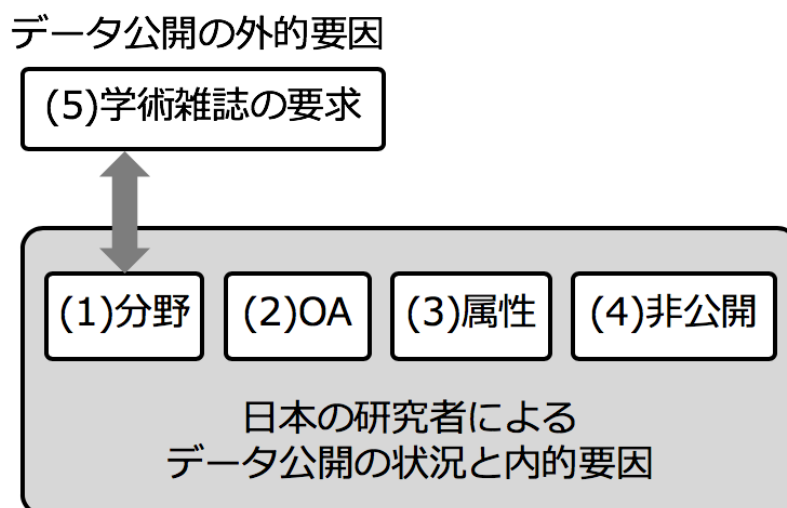 データ公開の外的要因
(5)学術雑誌の要求
(1)分野
(2)OA
(3)属性
(4)非公開
日本の研究者による
データ公開の状況と内的要因